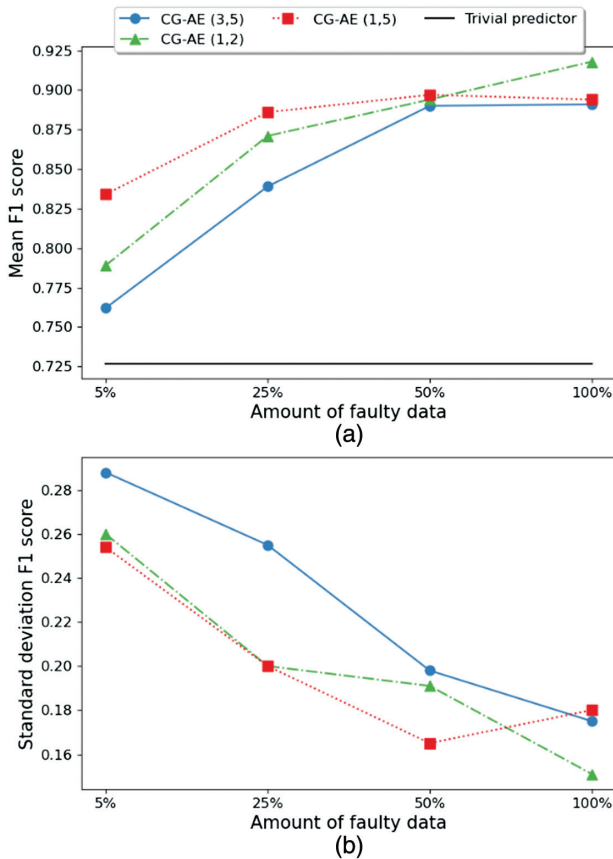 CG-AE (3,5) CG-AE (1,5) Trivial predictor
CG-AE (1,2)
0.925
0.900
0.875
0.850
0.825
0.800
0.775
0.750
0.725
Mean F1 score
5% 25% 50% 100%
Amount of faulty data
(a)
0.28
0.26
0.24
0.22
0.20
0.18
0.16
Standard deviation F1 score
5% 25% 50% 100%
Amount of faulty data
(b)